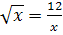 √x = 12/x